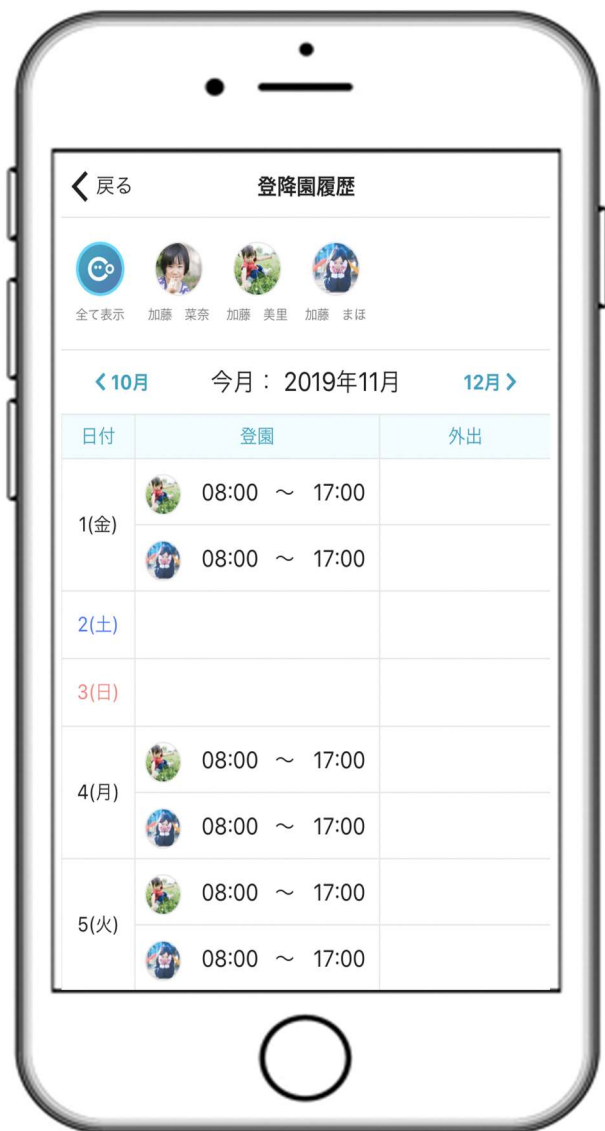 戻る 登降園履歴
全て表示 加藤 菜奈 加藤 美里 加藤 まほ
10月 今月： 2019年11月 12月
日付 登園 外出
1(金)
08:00 ～ 17:00
08:00 ～ 17:00
2(土)
3(日)
4(月)
08:00 ～ 17:00
08:00 ～ 17:00
5(火)
08:00 ～ 17:00
08:00 ～ 17:00